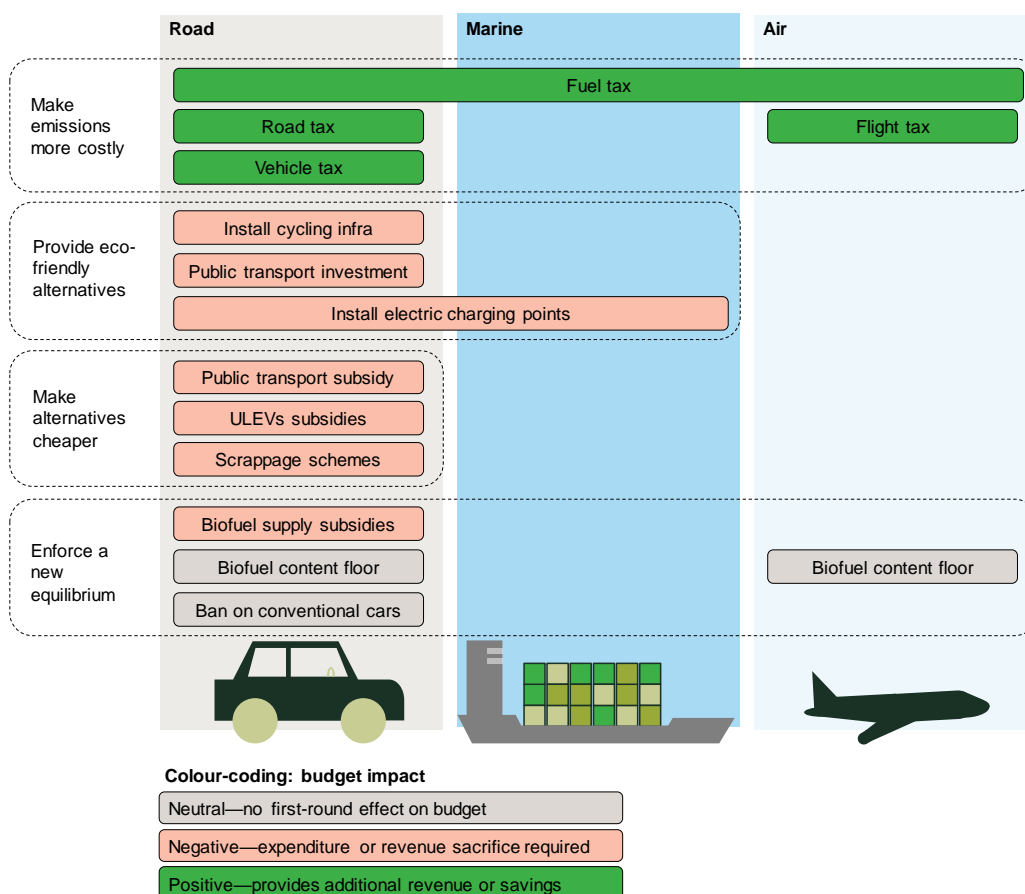 Road
Marine
Air
Make
emissions
more costly
Fuel tax
Road tax
Flight tax
Vehicle tax
Provide eco-
friendly
alternatives
Install cycling infra
Public transport investment
Install electric charging points
Make
alternatives
cheaper
Public transport subsidy
ULEVs subsidies
Scrappage schemes
Enforce a
new
equilibrium
Biofuel supply subsidies
Biofuel content floor
Biofuel content floor
Ban on conventional cars
Colour-coding: budget impact
Neutral—no first-round effect on budget
Negative—expenditure or revenue sacrifice required
Positive—provides additional revenue or savings